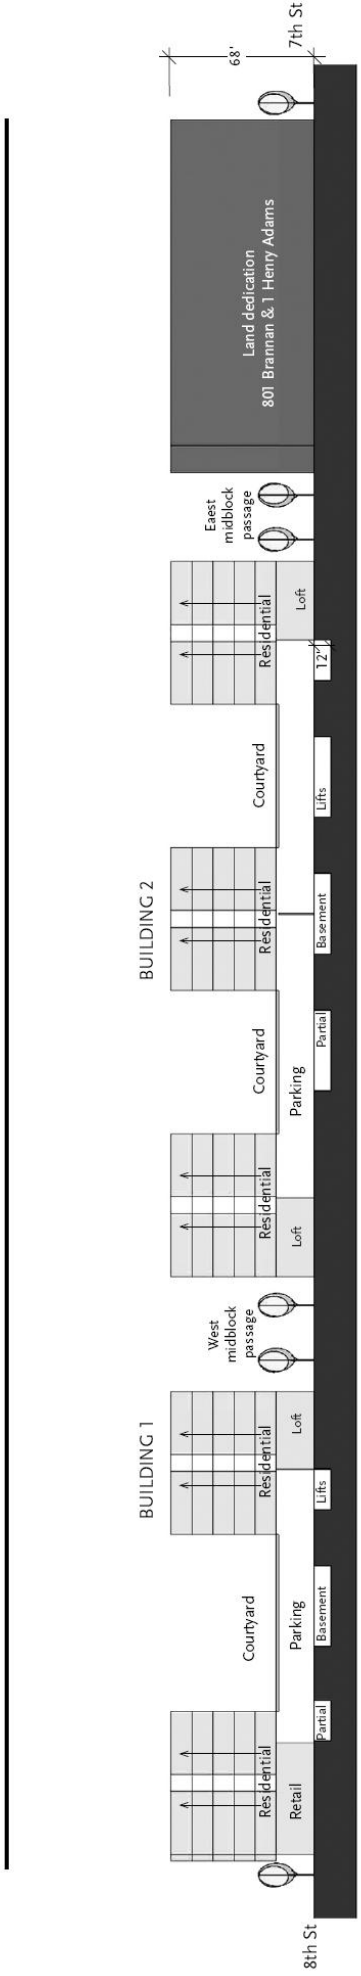 BUILDING 1
BUILDING 2
68'
8th St
7th St
Residential
Retail
Courtyard
Parking
Partial
Basement
Lifts
Residential
Loft
West
midblock
passage
Residential
Loft
Courtyard
Parking
Partial
Residential
Basement
Courtyard
Lifts
Residential
Loft
12'
Eaest
midblock
passage
Land dedication
801 Brannan & 1 Henry Adams